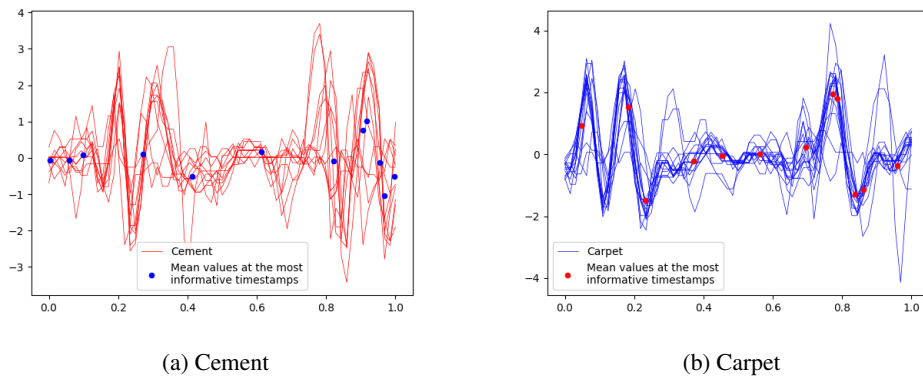 4
3
2
1
0
−1
−2
−3
0.0 0.2 0.4 0.6 0.8 1.0
Cement
Mean values at the most
informative timestamps
(a) Cement
4
2
0
−2
−4
0.0 0.2 0.4 0.6 0.8 1.0
Carpet
Mean values at the most
informative timestamps
(b) Carpet